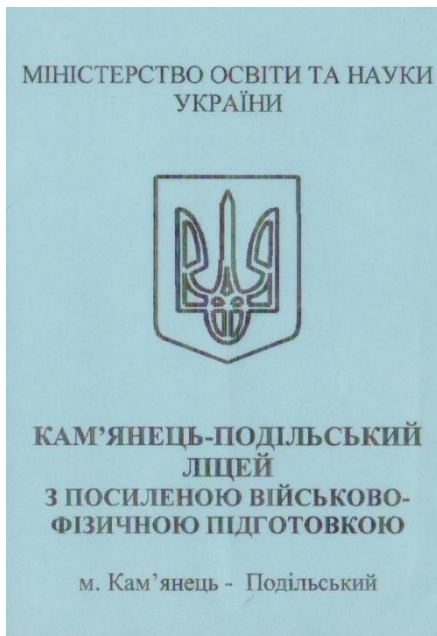 МІНІСТЕРСТВО ОСВІТИ ТА НАУКИ
УКРАЇНИ
КАМ’ЯНЕЦЬ-ПОДІЛЬСЬКИЙ
ЛІЦЕЙ
З ПОСИЛЕНОЮ ВІЙСЬКОВО-
ФІЗИЧНОЮ ПІДГОТОВКОЮ
м. Кам’янець - Подільський